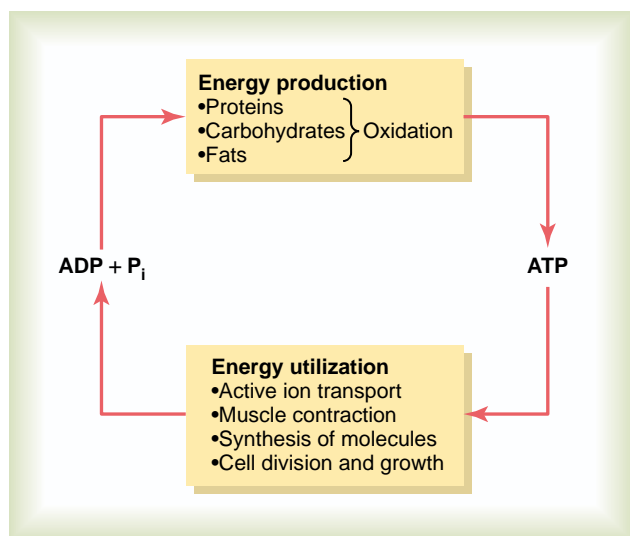 Energy production
•Proteins
•Carbohydrates } Oxidation
•Fats
ADP + Pi
ATP
Energy utilization
•Active ion transport
•Muscle contraction
•Synthesis of molecules
•Cell division and growth